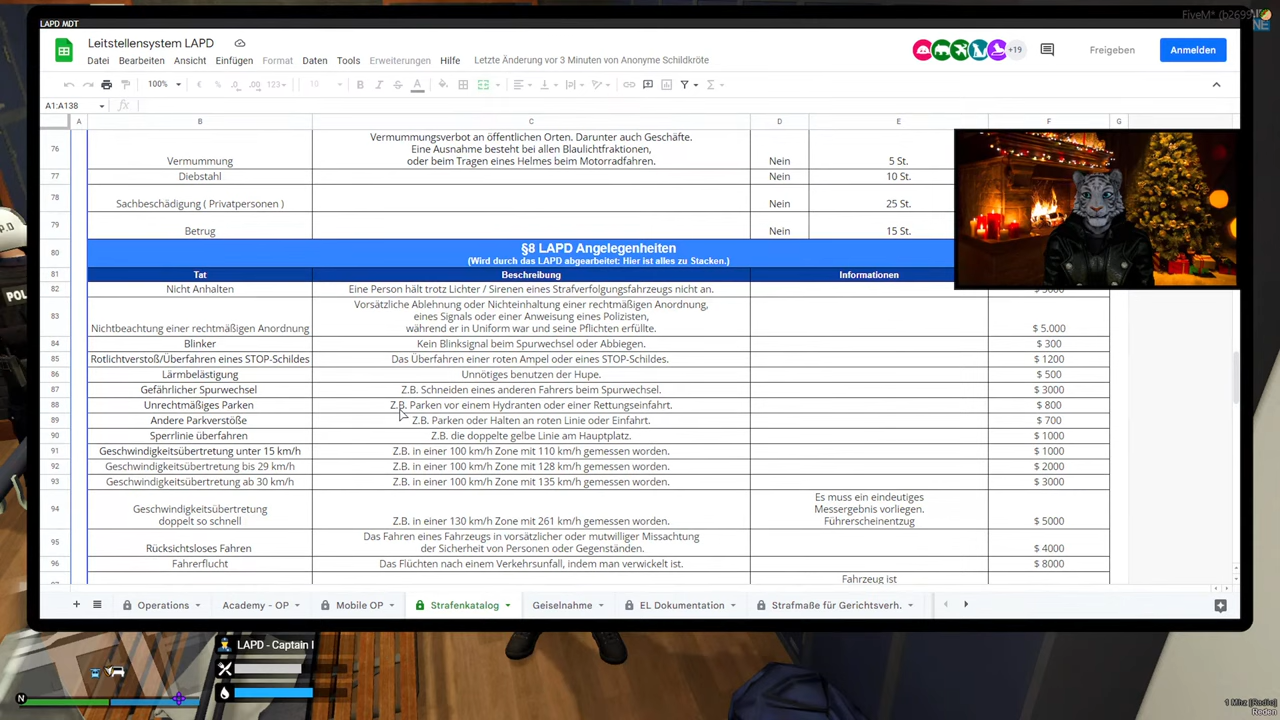 LAPD MDT
FiveM* (b2699
Leitstellensystem LAPD
+19
Freigeben
Anmelden
Datei Bearbeiten Ansicht Einfügen Format Daten Tools Erweiterungen Hilfe Letzte Änderung vor 3 Minuten von Anonyme Schildkröte
100% € % .0 .00 123 10 B I S A
A1:A138 fx
A B C D E F G
Vermummungsverbot an öffentlichen Orten. Darunter auch Geschäfte.
Eine Ausnahme besteht bei allen Blaulichtfraktionen,
76 Vermummung oder beim Tragen eines Helmes beim Motorradfahren. Nein 5 St.
77 Diebstahl Nein 10 St.
78 Sachbeschädigung ( Privatpersonen ) Nein 25 St.
79 Betrug Nein 15 St.
80 §8 LAPD Angelegenheiten
(Wird durch das LAPD abgearbeitet: Hier ist alles zu Stacken.)
81 Tat Beschreibung Informationen
82 Nicht Anhalten Eine Person hält trotz Lichter / Sirenen eines Strafverfolgungsfahrzeugs nicht an.
Vorsätzliche Ablehnung oder Nichteinhaltung einer rechtmäßigen Anordnung,
eines Signals oder einer Anweisung eines Polizisten,
83 Nichtbeachtung einer rechtmäßigen Anordnung während er in Uniform war und seine Pflichten erfüllte. $ 5.000
84 Blinker Kein Blinksignal beim Spurwechsel oder Abbiegen. $ 300
85 Rotlichtverstoß/Überfahren eines STOP-Schildes Das Überfahren einer roten Ampel oder eines STOP-Schildes. $ 1200
86 Lärmbelästigung Unnötiges benutzen der Hupe. $ 500
87 Gefährlicher Spurwechsel Z.B. Schneiden eines anderen Fahrers beim Spurwechsel. $ 3000
88 Unrechtmäßiges Parken Z.B. Parken vor einem Hydranten oder einer Rettungseinfahrt. $ 800
89 Andere Parkverstöße Z.B. Parken oder Halten an roten Linie oder Einfahrt. $ 700
90 Sperrlinie überfahren Z.B. die doppelte gelbe Linie am Hauptplatz. $ 1000
91 Geschwindigkeitsübertretung unter 15 km/h Z.B. in einer 100 km/h Zone mit 110 km/h gemessen worden. $ 1000
92 Geschwindigkeitsübertretung bis 29 km/h Z.B. in einer 100 km/h Zone mit 128 km/h gemessen worden. $ 2000
93 Geschwindigkeitsübertretung ab 30 km/h Z.B. in einer 100 km/h Zone mit 135 km/h gemessen worden. $ 3000
Es muss ein eindeutiges
94 Geschwindigkeitsübertretung Messergebnis vorliegen.
doppelt so schnell Z.B. in einer 130 km/h Zone mit 261 km/h gemessen worden. Führerscheinentzug $ 5000
95 Das Fahren eines Fahrzeugs in vorsätzlicher oder mutwilliger Missachtung
Rücksichtsloses Fahren der Sicherheit von Personen oder Gegenständen. $ 4000
96 Fahrerflucht Das Flüchten nach einem Verkehrsunfall, indem man verwickelt ist. $ 8000
Fahrzeug ist
Operations Academy - OP Mobile OP Strafenkatalog Geiselnahme EL Dokumentation Strafmaße für Gerichtsverh.
LAPD - Captain I
N
1 Mhz [Radio]
Reden